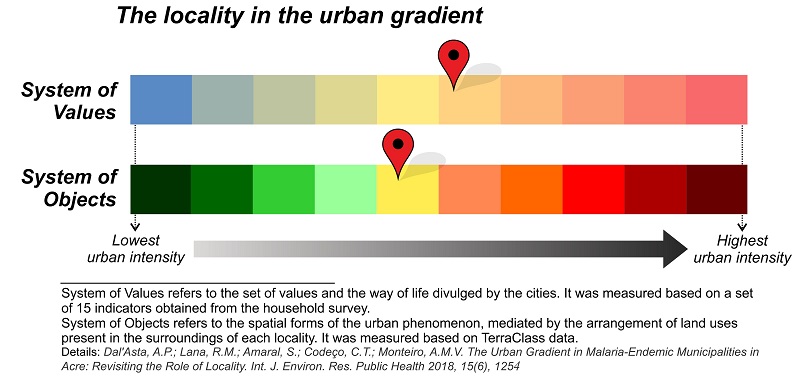 The locality in the urban gradient
System of
Values
System of
Objects
Lowest
urban intensity
Highest
urban intensity
System of Values refers to the set of values and the way of life divulged by the cities. It was measured based on a set
of 15 indicators obtained from the household survey.
System of Objects refers to the spatial forms of the urban phenomenon, mediated by the arrangement of land uses
present in the surroundings of each locality. It was measured based on TerraClass data.
Details: Dal'Asta, A.P.; Lana, R.M.; Amaral, S.; Codeço, C.T.; Monteiro, A.M.V. The Urban Gradient in Malaria-Endemic Municipalities in
Acre: Revisiting the Role of Locality. Int. J. Environ. Res. Public Health 2018, 15(6), 1254